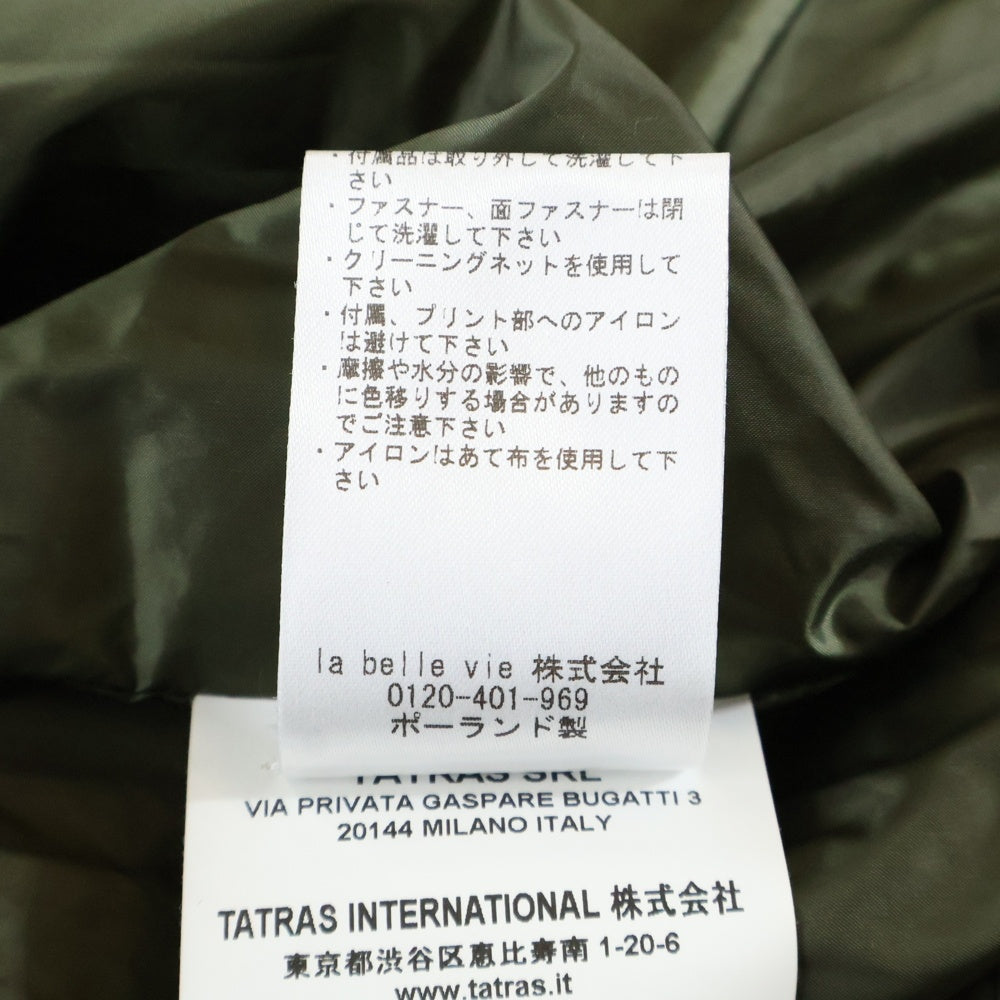 ・付属品は取り外して洗濯して下
さい
・ファスナー、面ファスナーは閉
じて洗濯して下さい
・クリーニングネットを使用して
下さい
・付属、プリント部へのアイロン
は避けて下さい
・摩擦や水分の影響で、他のもの
に色移りする場合がありますの
でご注意下さい
・アイロンはあて布を使用して下
さい
la belle vie 株式会社
0120-401-969
ポーランド製
TATRAS SRL
VIA PRIVATA GASPARE BUGATTI 3
20144 MILANO ITALY
TATRAS INTERNATIONAL 株式会社
東京都渋谷区恵比寿南 1-20-6
www.tatras.it